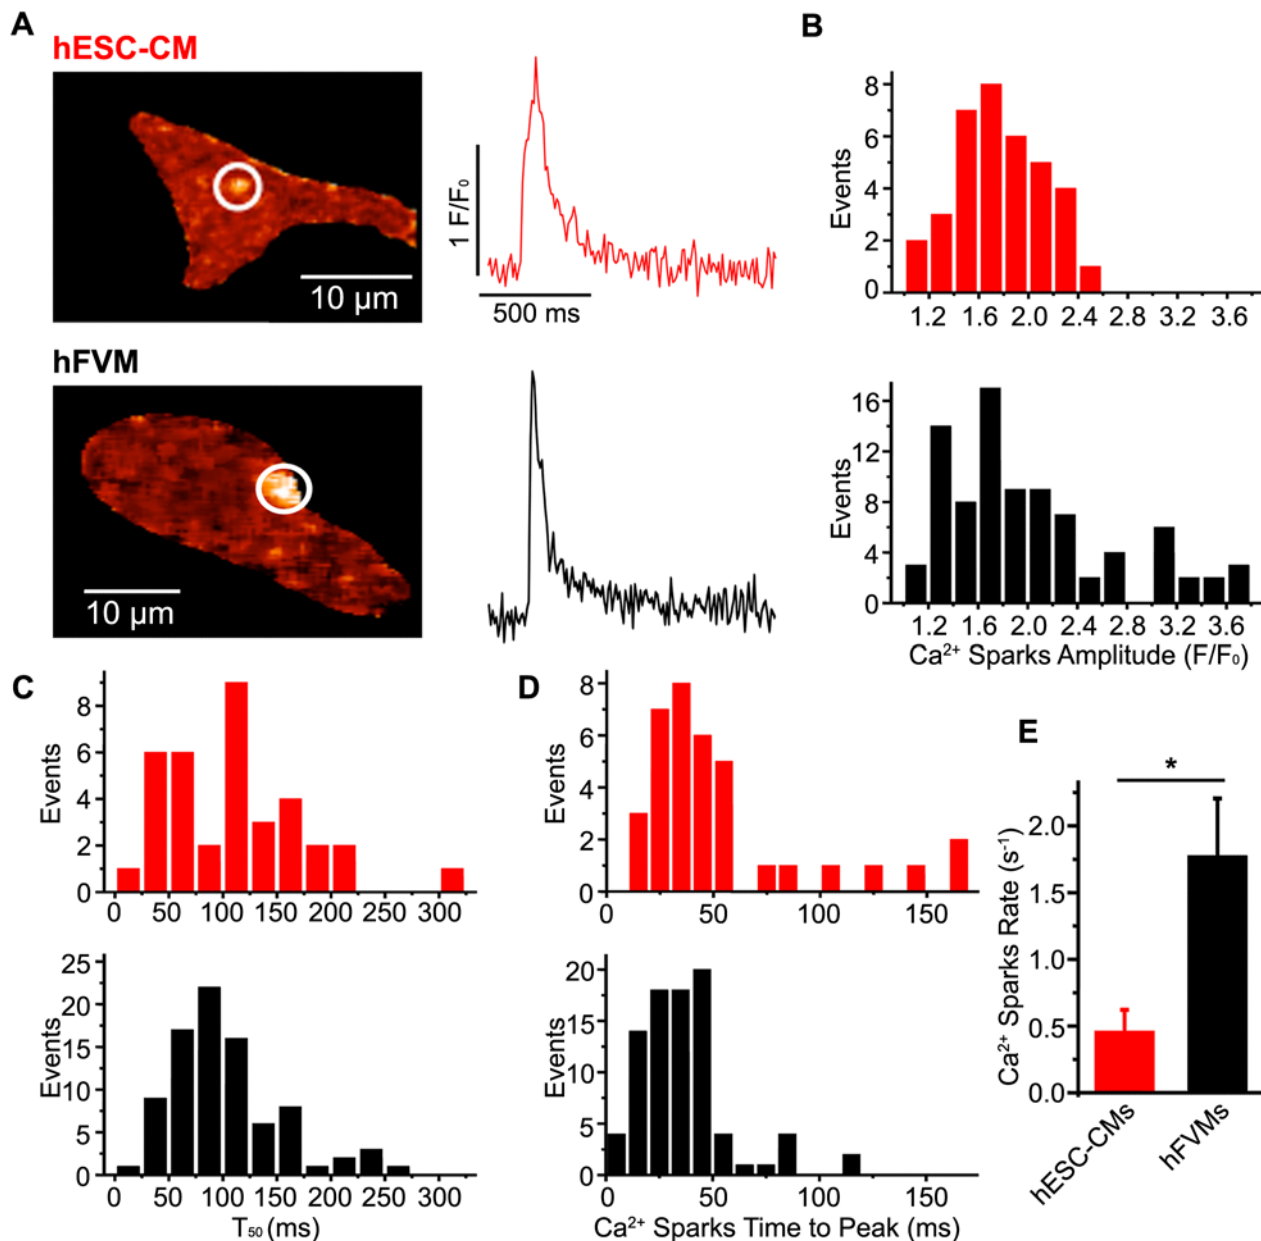 A
hESC-CM
10 µm
1 F/F₀
500 ms
hFVM
10 µm
B
Events
8
6
4
2
0
1.2 1.6 2.0 2.4 2.8 3.2 3.6
Events
16
12
8
4
0
1.2 1.6 2.0 2.4 2.8 3.2 3.6
Ca²⁺ Sparks Amplitude (F/F₀)
C
Events
8
6
4
2
0
0 50 100 150 200 250 300
Events
25
20
15
10
5
0
0 50 100 150 200 250 300
T₅₀ (ms)
D
Events
8
6
4
2
0
0 50 100 150
Events
20
15
10
5
0
0 50 100 150
Ca²⁺ Sparks Time to Peak (ms)
E
*
Ca²⁺ Sparks Rate (s⁻¹)
2.0
1.5
1.0
0.5
0.0
hESC-CMs
hFVMs